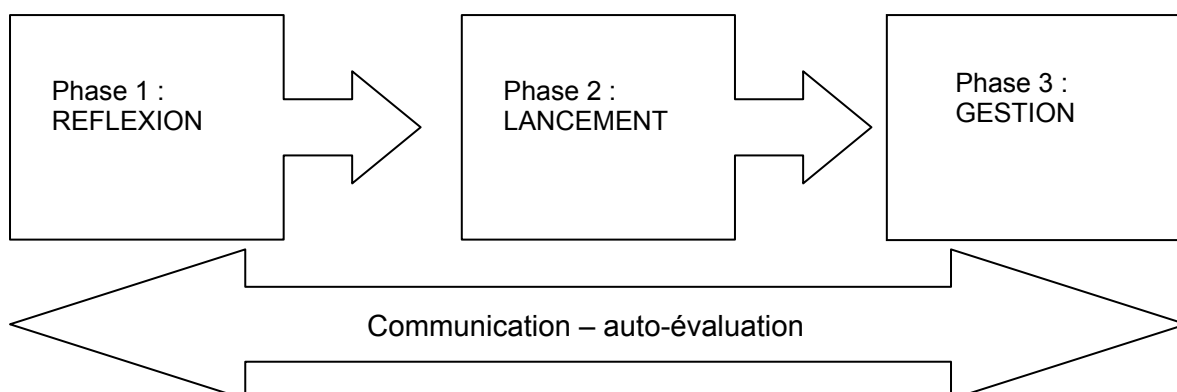 Phase 1 :
REFLEXION
Phase 2 :
LANCEMENT
Phase 3 :
GESTION
Communication – auto-évaluation